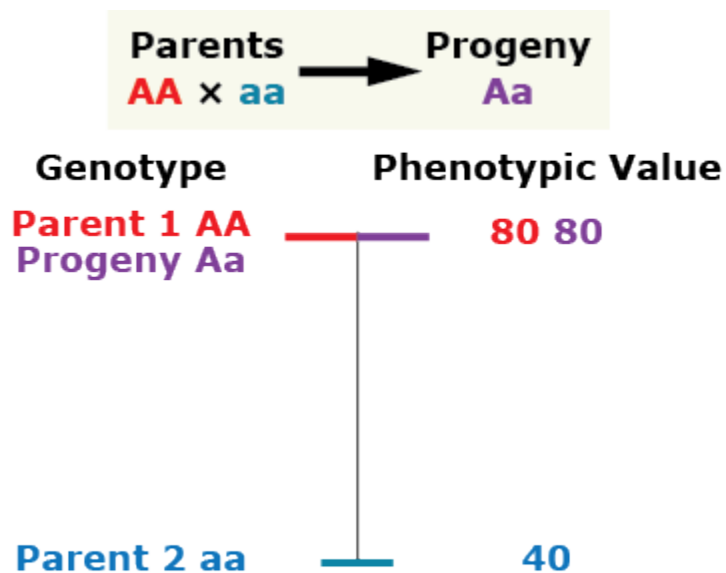 Parents Progeny
AA × aa Aa
Genotype Phenotypic Value
Parent 1 AA 80 80
Progeny Aa
Parent 2 aa 40